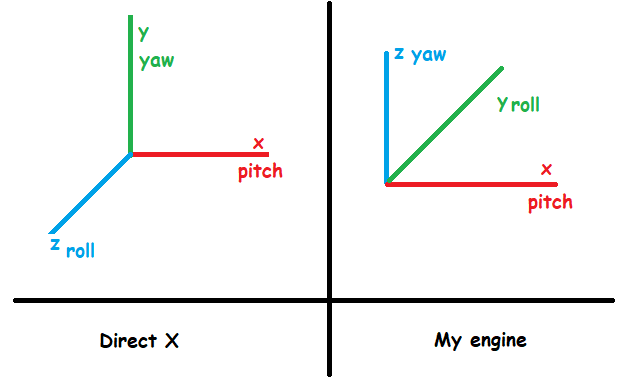 y
yaw
x
pitch
z roll
z yaw
y roll
x
pitch
Direct X
My engine